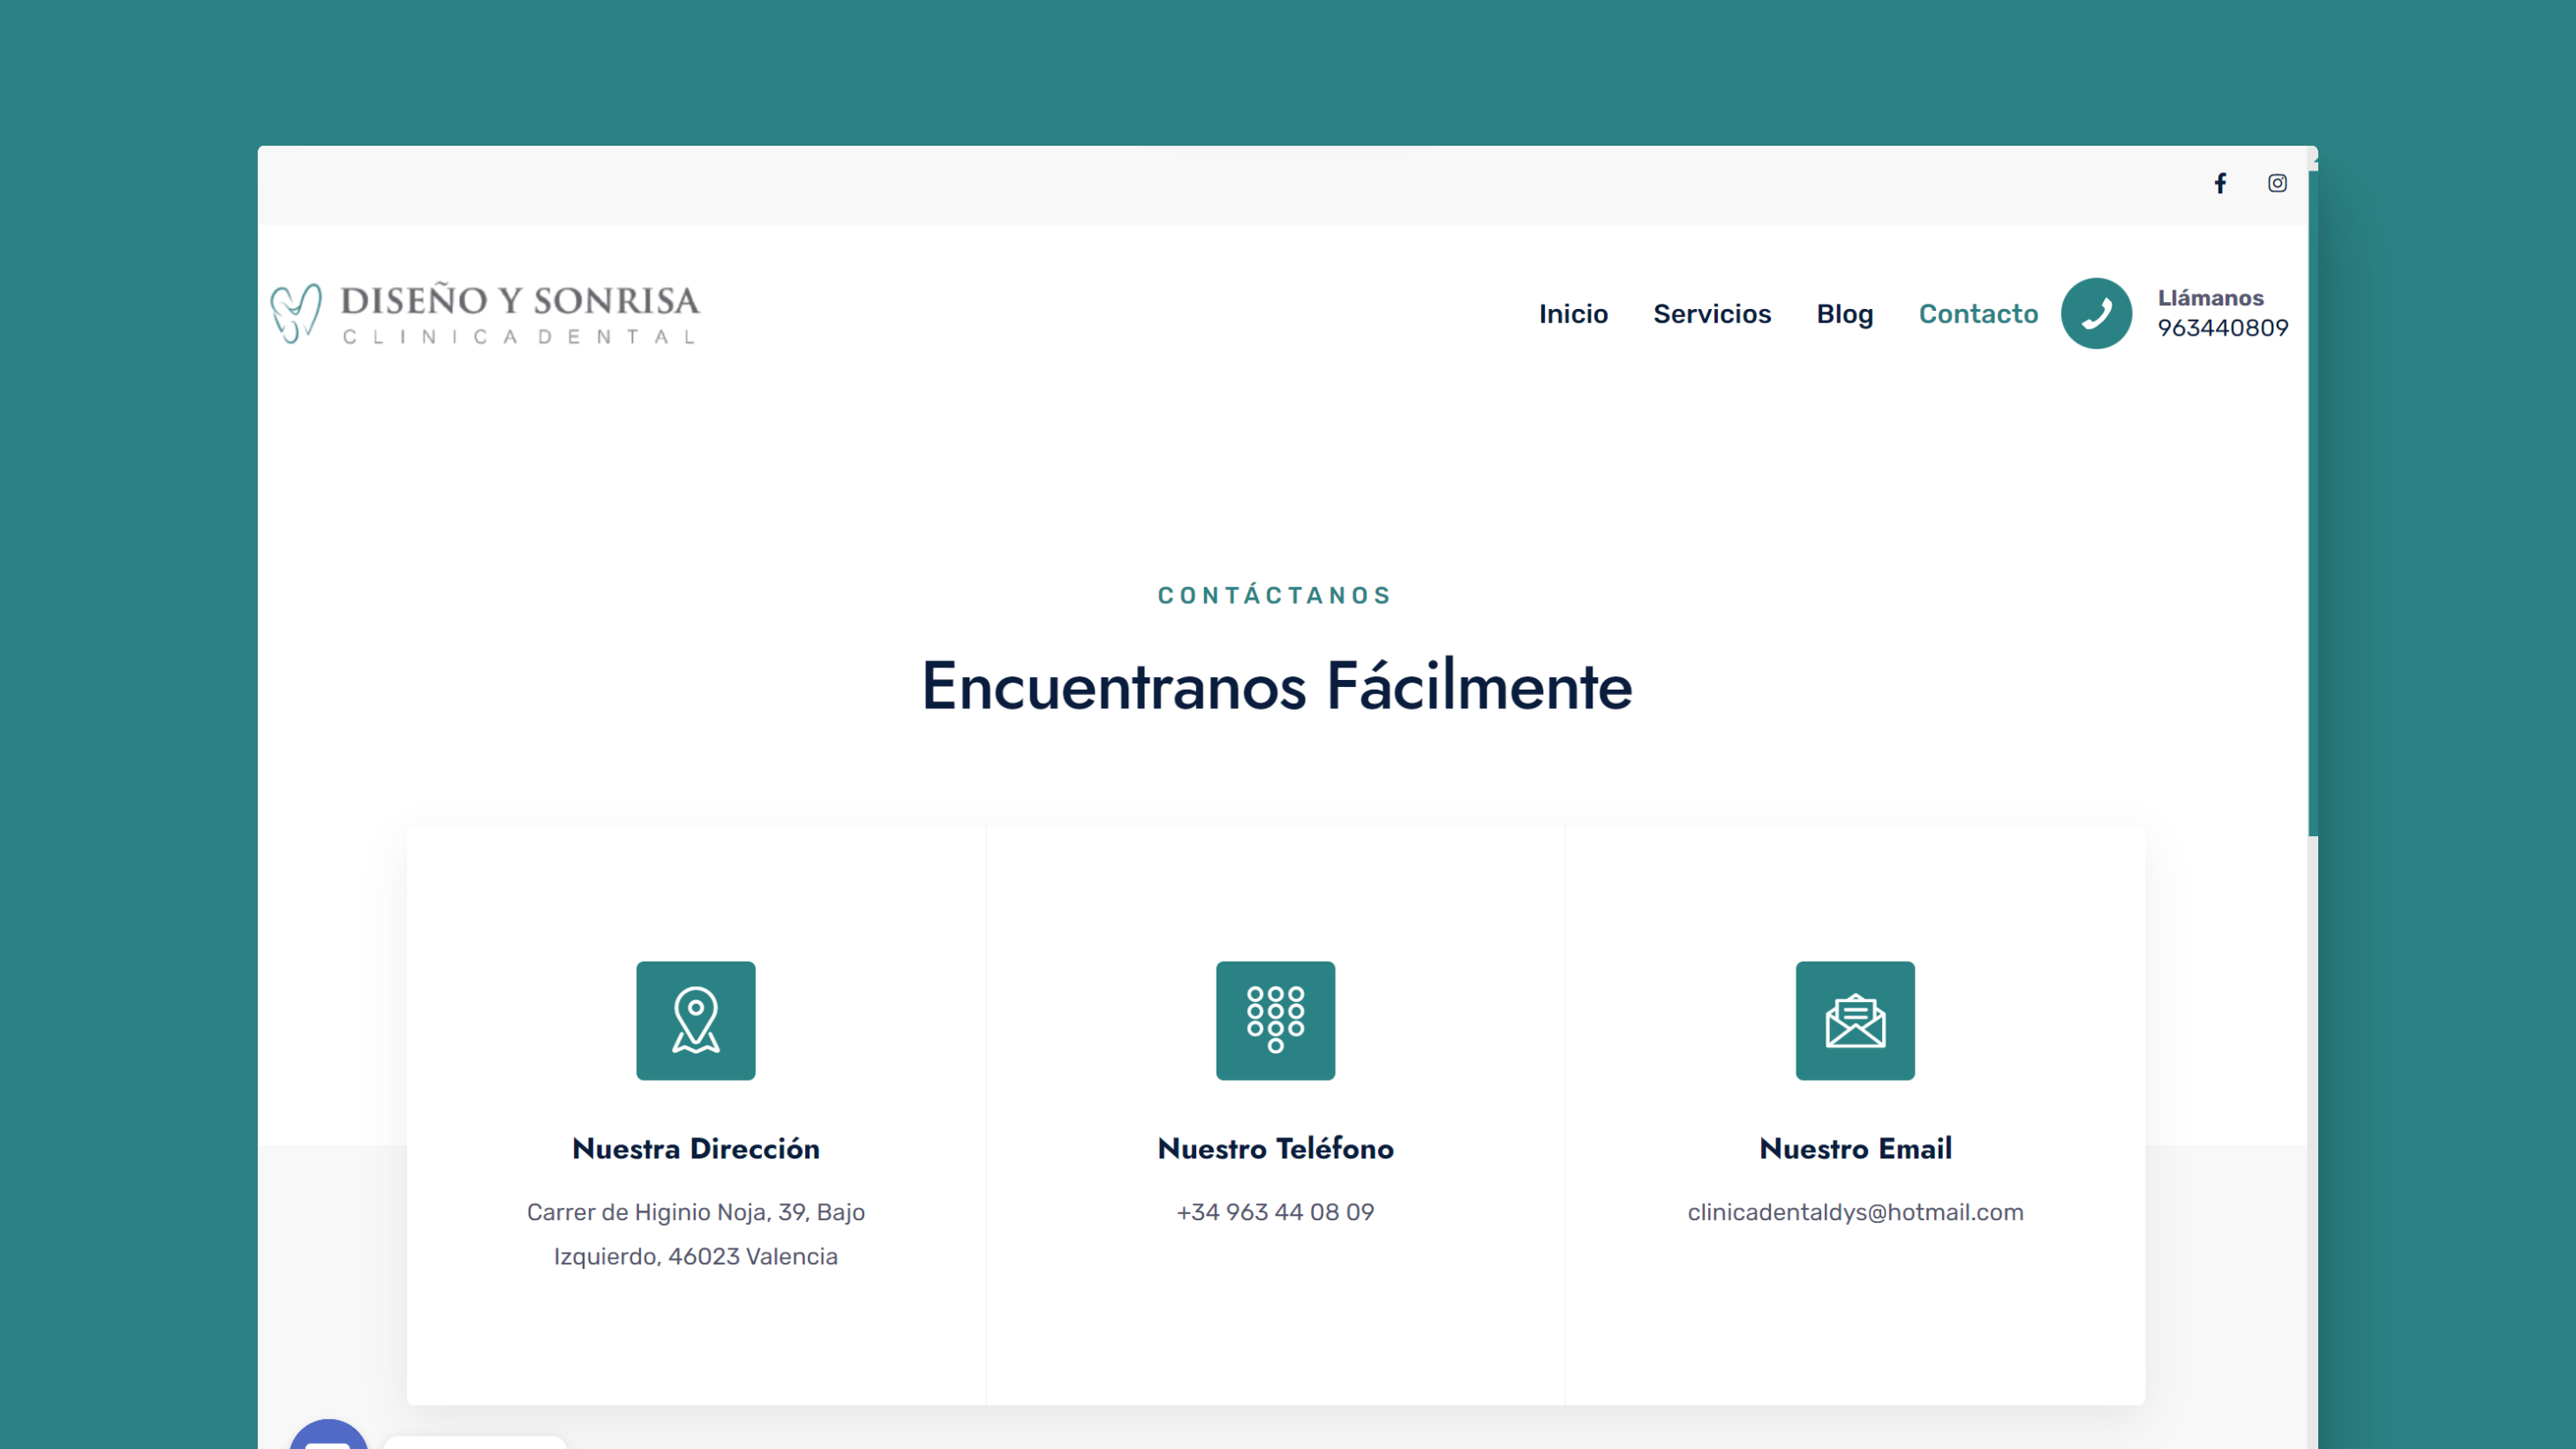 DISEÑO Y SONRISA
CLINICA DENTAL
Inicio Servicios Blog Contacto
Llámanos
963440809
CONTÁCTANOS
Encuentranos Fácilmente
Nuestra Dirección
Carrer de Higinio Noja, 39, Bajo
Izquierdo, 46023 Valencia
Nuestro Teléfono
+34 963 44 08 09
Nuestro Email
clinicadentaldys@hotmail.com